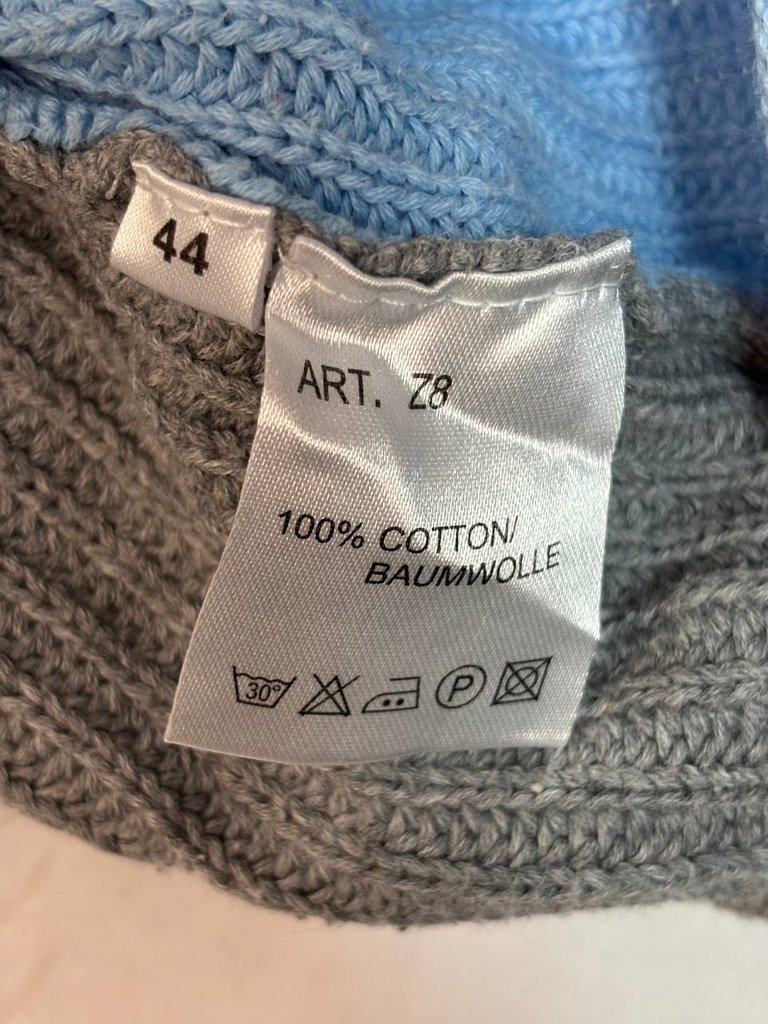 44
ART. Z8
100% COTTON/
BAUMWOLLE
30° P